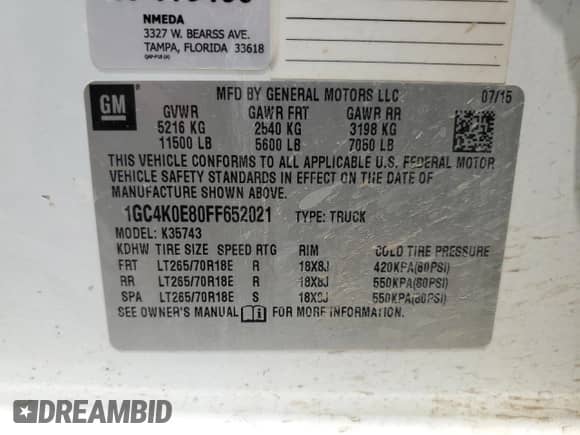 NMEDA
3327 W. BEARSS AVE.
TAMPA, FLORIDA 33618
GM
MFD BY GENERAL MOTORS LLC
07/15
GVWR GAWR FRT GAWR RR
5216 KG 2540 KG 3198 KG
11500 LB 5600 LB 7050 LB
THIS VEHICLE CONFORMS TO ALL APPLICABLE U.S. FEDERAL MOTOR
VEHICLE SAFETY STANDARDS IN EFFECT ON THE DATE OF
MANUFACTURE SHOWN ABOVE.
1GC4K0E80FF652021 TYPE: TRUCK
MODEL: K35743
KDHW TIRE SIZE SPEED RTG RIM COLD TIRE PRESSURE
FRT LT265/70R18E R 18X8J 420KPA(60PSI)
RR LT265/70R18E R 18X8J 550KPA(80PSI)
SPA LT265/70R18E S 18X8J 550KPA(80PSI)
SEE OWNER'S MANUAL FOR MORE INFORMATION.
DREAMBID